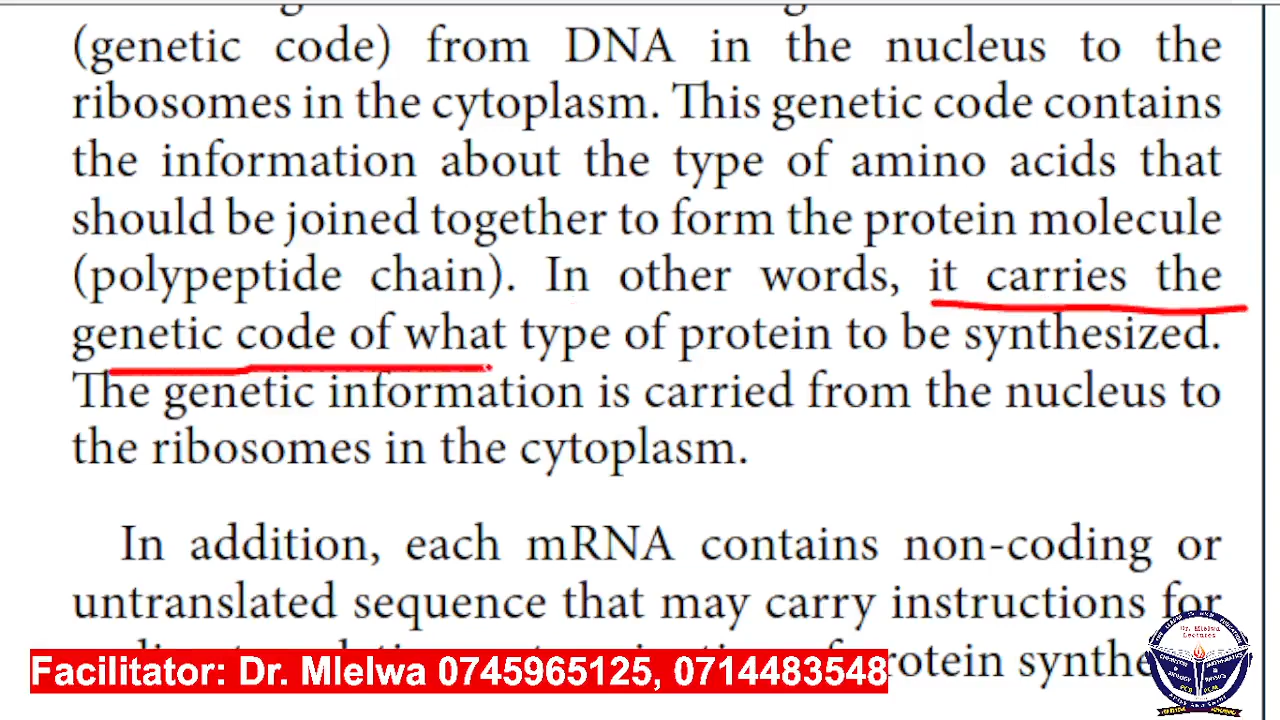 (genetic code) from DNA in the nucleus to the
ribosomes in the cytoplasm. This genetic code contains
the information about the type of amino acids that
should be joined together to form the protein molecule
(polypeptide chain). In other words, it carries the
genetic code of what type of protein to be synthesized.
The genetic information is carried from the nucleus to
the ribosomes in the cytoplasm.
In addition, each mRNA contains non-coding or
untranslated sequence that may carry instructions for
Facilitator: Dr. Mlelwa 0745965125, 0714483548
Dr. Mlelwa
Lectures